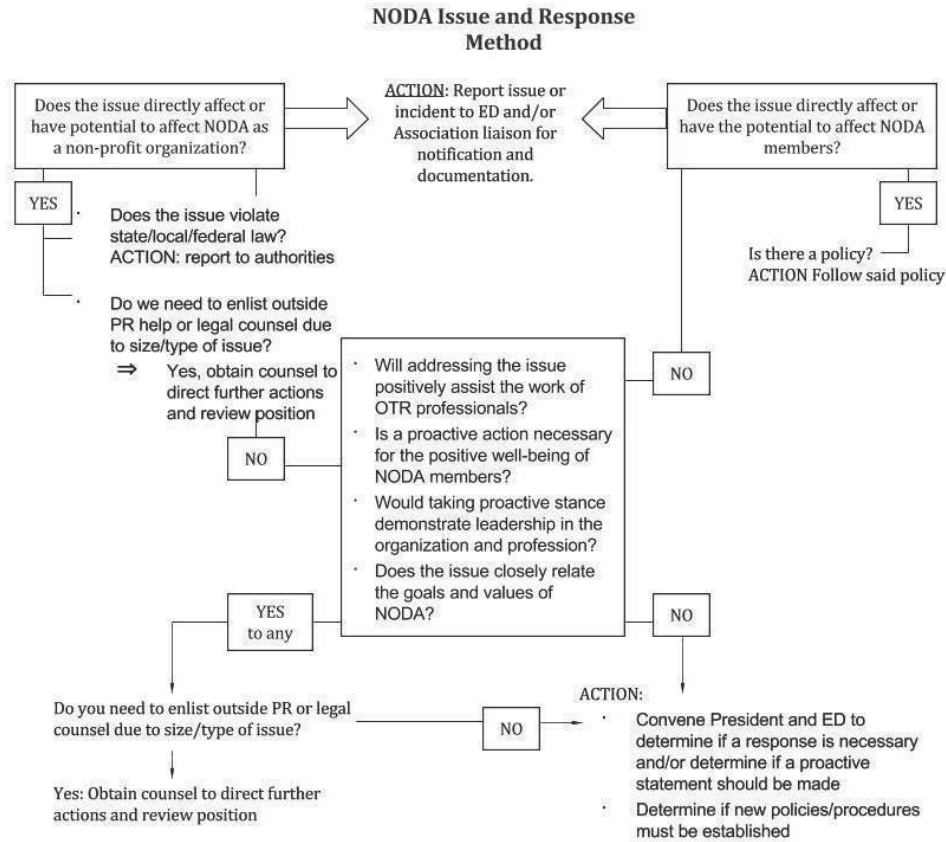 NODA Issue and Response
Method
Does the issue directly affect or
have potential to affect NODA as
a non-profit organization?
ACTION: Report issue or
incident to ED and/or
Association liaison for
notification and
documentation.
Does the issue directly affect or
have the potential to affect NODA
members?
YES
· Does the issue violate
state/local/federal law?
ACTION: report to authorities
· Do we need to enlist outside
PR help or legal counsel due
to size/type of issue?
⇒ Yes, obtain counsel to
direct further actions
and review position
NO
YES
Is there a policy?
ACTION Follow said policy
NO
· Will addressing the issue
positively assist the work of
OTR professionals?
· Is a proactive action necessary
for the positive well-being of
NODA members?
· Would taking proactive stance
demonstrate leadership in the
organization and profession?
· Does the issue closely relate
the goals and values of
NODA?
YES
to any
NO
Do you need to enlist outside PR or legal
counsel due to size/type of issue?
NO
Yes: Obtain counsel to direct further
actions and review position
ACTION:
· Convene President and ED to
determine if a response is necessary
and/or determine if a proactive
statement should be made
· Determine if new policies/procedures
must be established